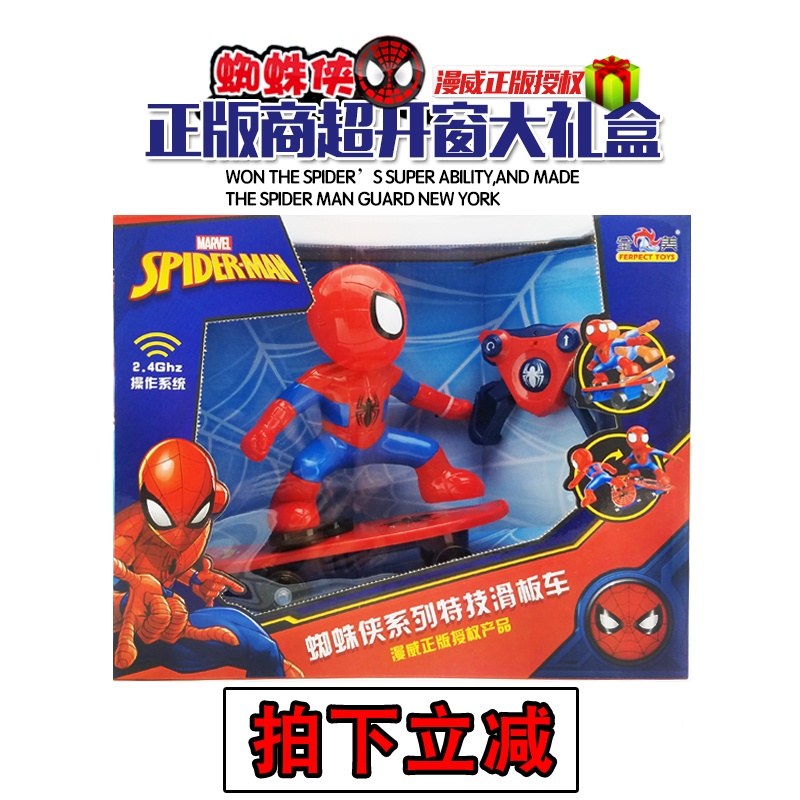 蜘蛛侠
漫威正版授权
正版商超开窗大礼盒
WON THE SPIDER'S SUPER ABILITY,AND MADE
THE SPIDER MAN GUARD NEW YORK
MARVEL
SPIDER-MAN
全美
FERPECT TOYS
2.4Ghz
操作系统
蜘蛛侠系列特技滑板车
漫威正版授权产品
拍下立减